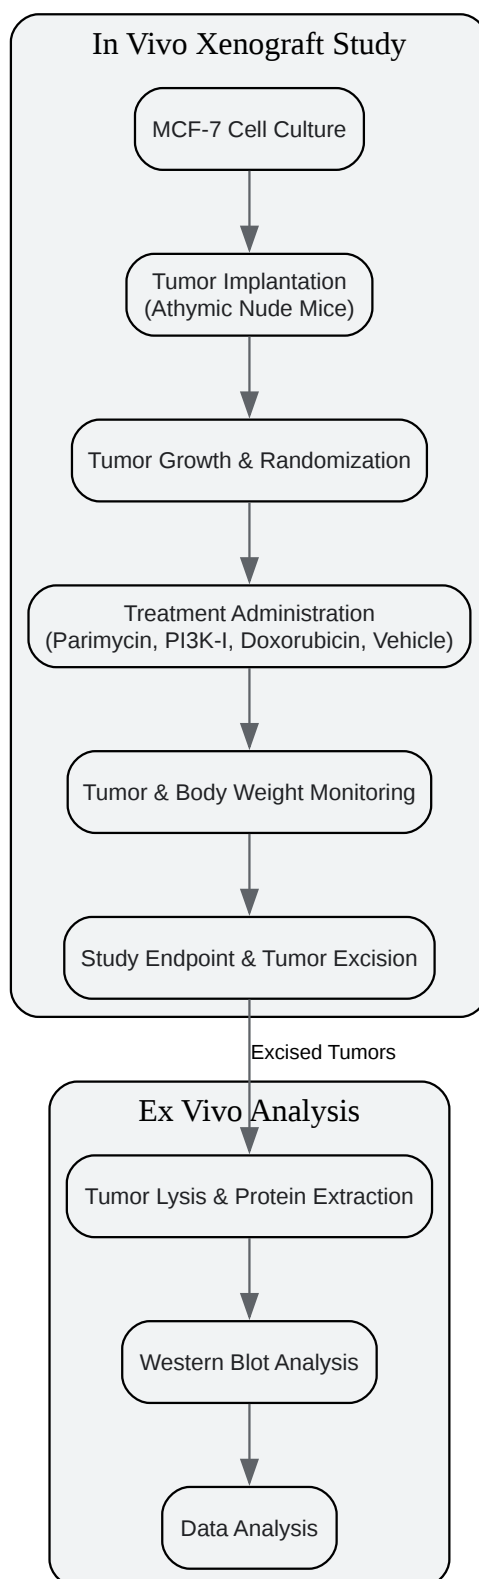 In Vivo Xenograft Study
MCF-7 Cell Culture
Tumor Implantation
(Athymic Nude Mice)
Tumor Growth & Randomization
Treatment Administration
(Parimycin, PI3K-I, Doxorubicin, Vehicle)
Tumor & Body Weight Monitoring
Study Endpoint & Tumor Excision
Excised Tumors
Ex Vivo Analysis
Tumor Lysis & Protein Extraction
Western Blot Analysis
Data Analysis